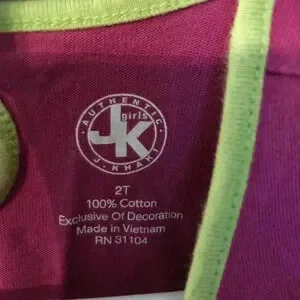 AUTHENTIC
girls
JK
J. KHAKI
2T
100% Cotton
Exclusive Of Decoration
Made in Vietnam
RN 31104